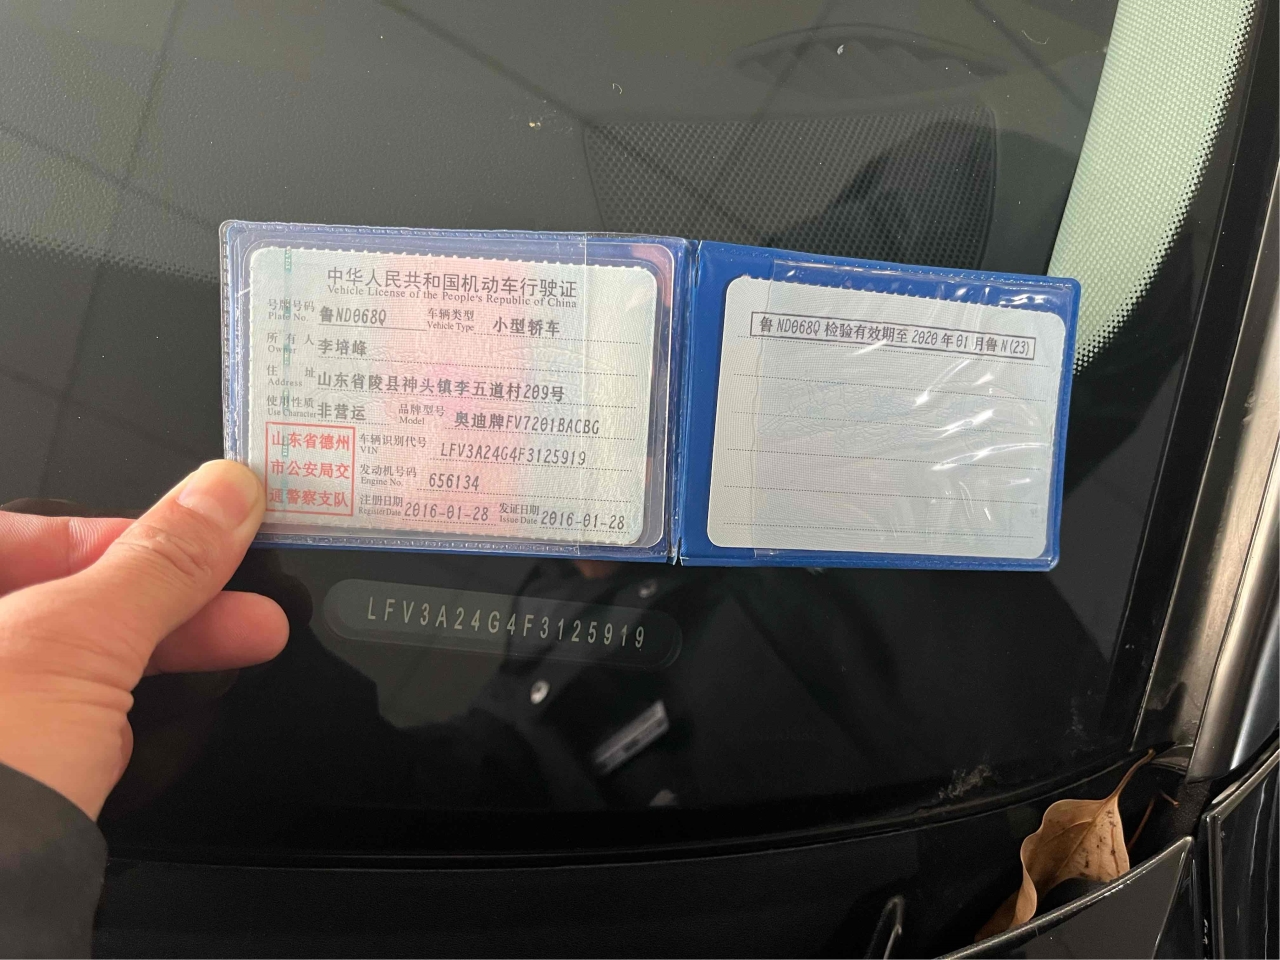 中华人民共和国机动车行驶证
Vehicle License of the People's Republic of China
号牌号码 鲁ND068Q 车辆类型 小型轿车
Plate No. Vehicle Type
所有人 李培峰
Owner
住址 山东省陵县神头镇李五道村209号
Address
使用性质 非营运 品牌型号 奥迪牌FV7201BACBG
Use Character Model
山东省德州
市公安局交
通警察支队
车辆识别代号 LFV3A24G4F3125919
VIN
发动机号码 656134
Engine No.
注册日期 2016-01-28 发证日期 2016-01-28
Register Date Issue Date
鲁ND068Q 检验有效期至 2020年01月鲁N(23)
LFV3A24G4F3125919